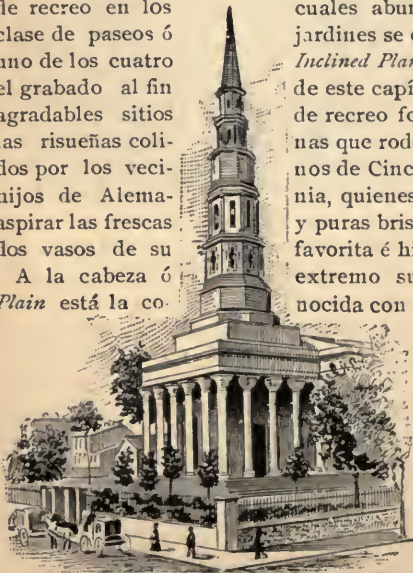 de recreo en los cuales abun
clase de paseos ó jardines se
uno de los cuatro Inclined Plan
el grabado al fin de este capí
agradables sitios de recreo fo
las risueñas coli- nas que rod
dos por los veci- nos de Cinc
hijos de Alema- nia, quienes
aspirar las frescas y puras bris
dos vasos de su favorita é hi
A la cabeza ó extremo su
Plain está la co- nocida con